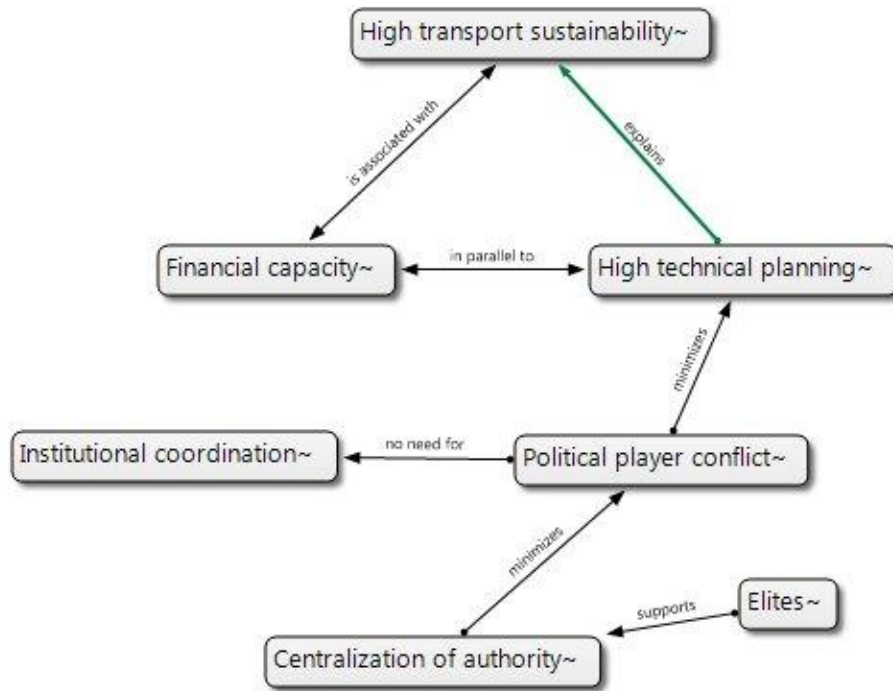 High transport sustainability~
is associated with
explains
Financial capacity~
in parallel to
High technical planning~
minimizes
Institutional coordination~
no need for
Political player conflict~
minimizes
Elites~
supports
Centralization of authority~